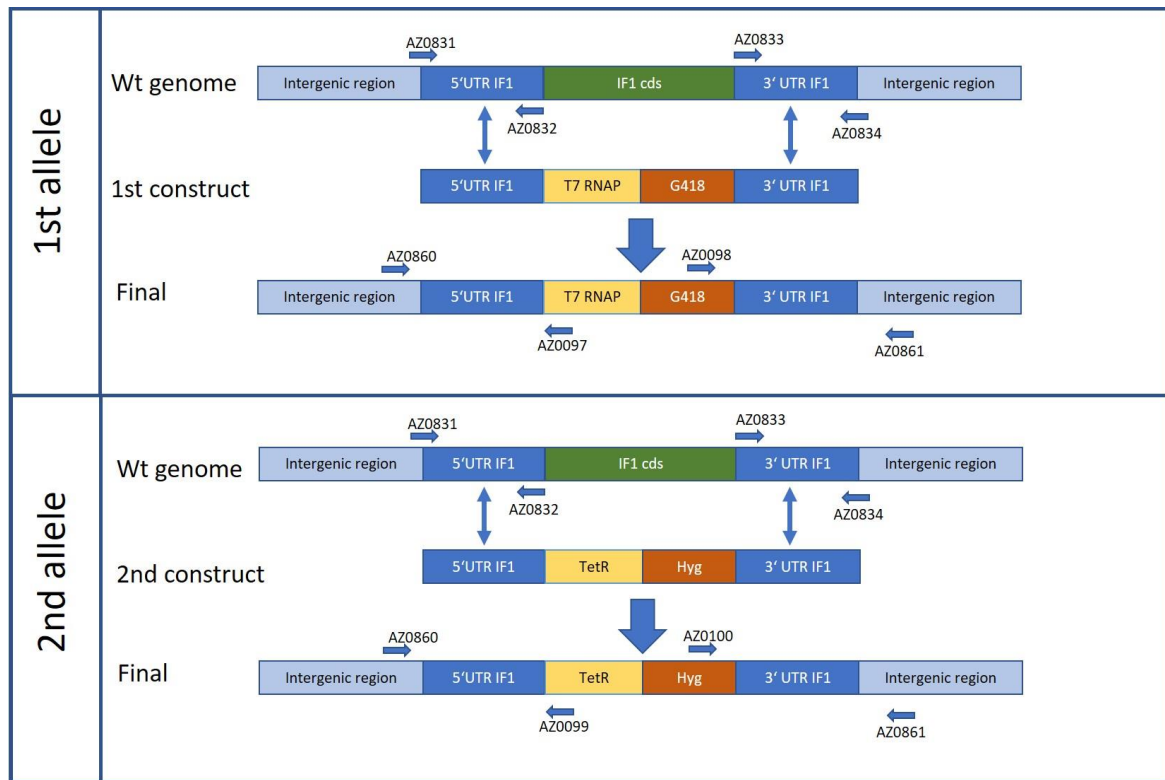 1st allele
AZ0831
AZ0833
Wt genome
Intergenic region
5‘UTR IF1
IF1 cds
3‘ UTR IF1
Intergenic region
AZ0832
AZ0834
1st construct
5‘UTR IF1
T7 RNAP
G418
3‘ UTR IF1
AZ0860
AZ0098
Final
Intergenic region
5‘UTR IF1
T7 RNAP
G418
3‘ UTR IF1
Intergenic region
AZ0097
AZ0861
2nd allele
AZ0831
AZ0833
Wt genome
Intergenic region
5‘UTR IF1
IF1 cds
3‘ UTR IF1
Intergenic region
AZ0832
AZ0834
2nd construct
5‘UTR IF1
TetR
Hyg
3‘ UTR IF1
AZ0860
AZ0100
Final
Intergenic region
5‘UTR IF1
TetR
Hyg
3‘ UTR IF1
Intergenic region
AZ0099
AZ0861